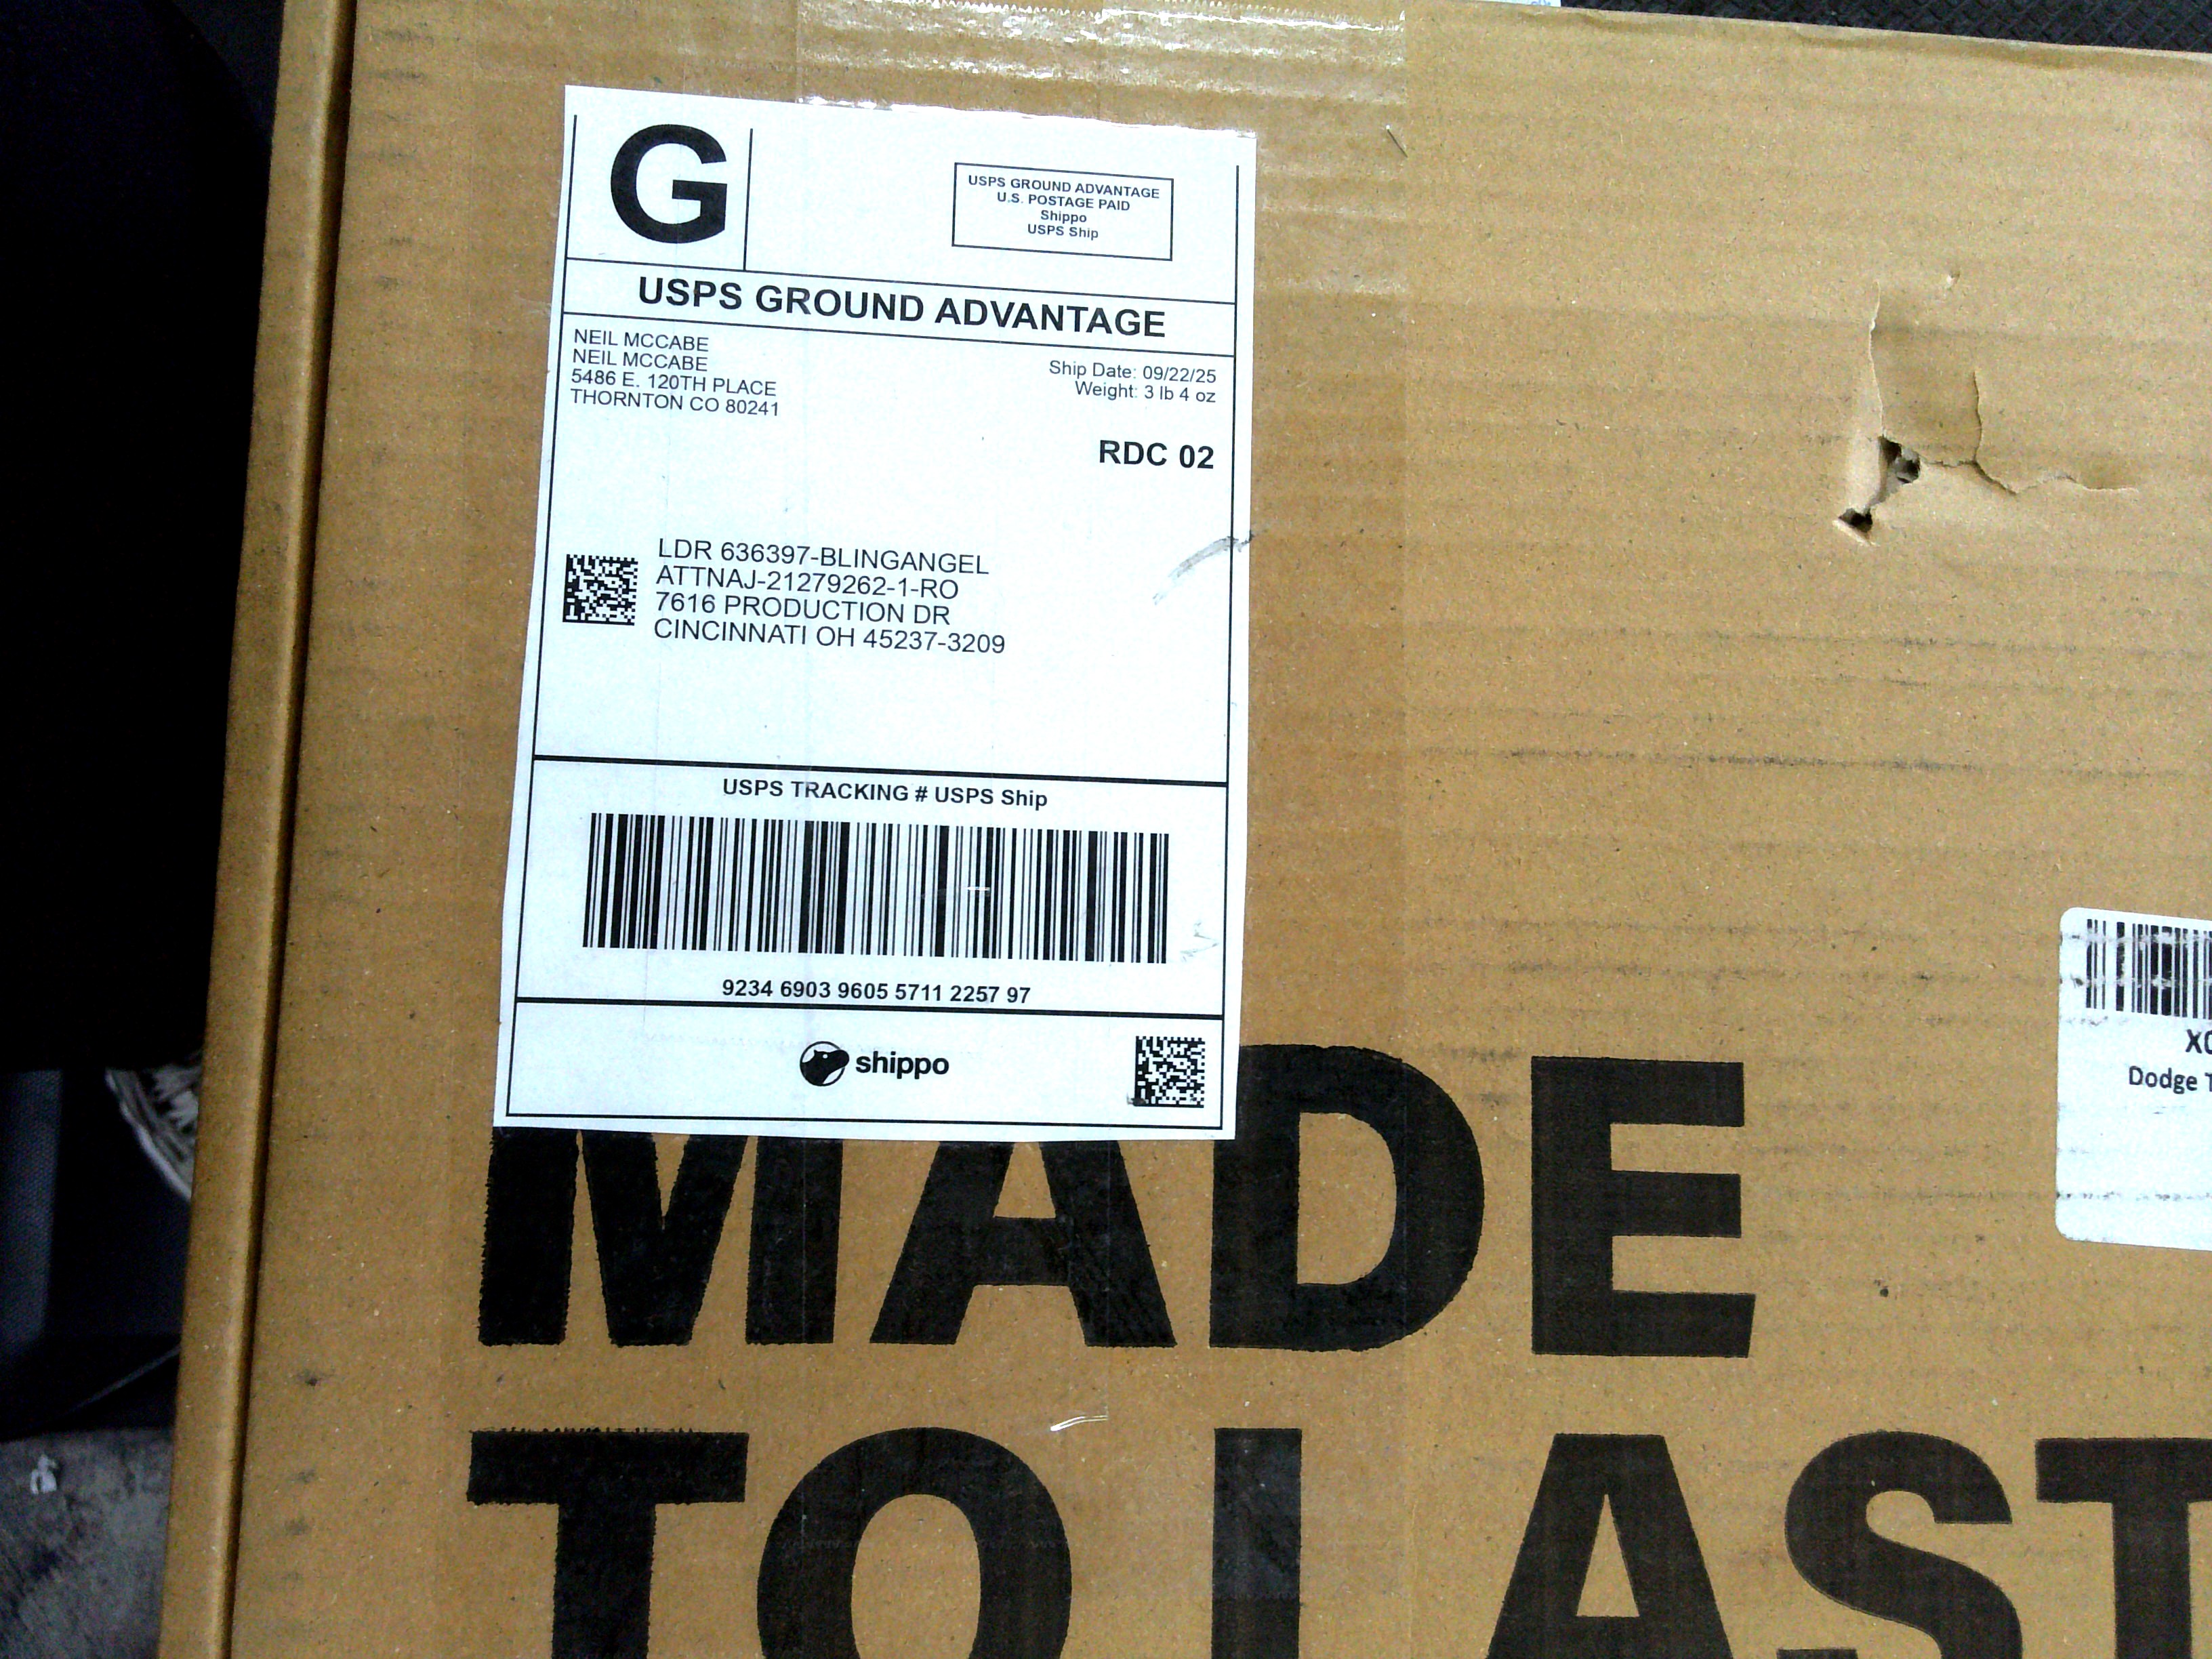 G
USPS GROUND ADVANTAGE
U.S. POSTAGE PAID
Shippo
USPS Ship
USPS GROUND ADVANTAGE
NEIL MCCABE
NEIL MCCABE
5486 E. 120TH PLACE
THORNTON CO 80241
Ship Date: 09/22/25
Weight: 3 lb 4 oz
RDC 02
LDR 636397-BLINGANGEL
ATTNAJ-21279262-1-RO
7616 PRODUCTION DR
CINCINNATI OH 45237-3209
USPS TRACKING # USPS Ship
9234 6903 9605 5711 2257 97
shippo
Dodge
MADE
TO LAST